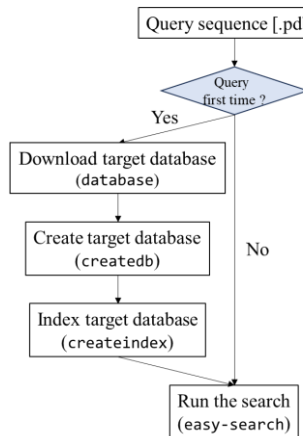 Query sequence [.pd
Query
first time ?
Yes
Download target database
(database)
Create target database
(createdb)
No
Index target database
(createindex)
Run the search
(easy-search)